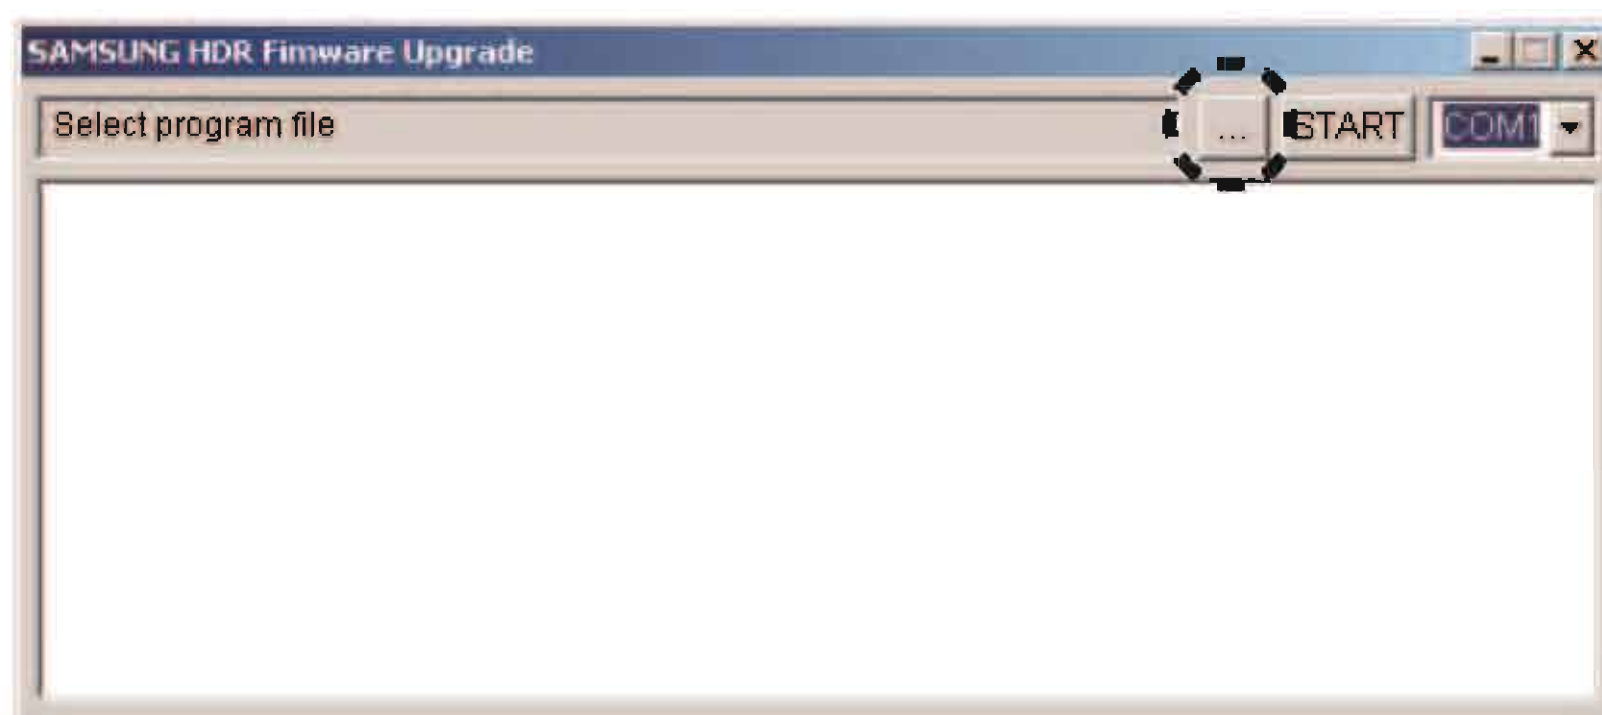 SAMSUNG HDR Fimware Upgrade
Select program file ... START COM1